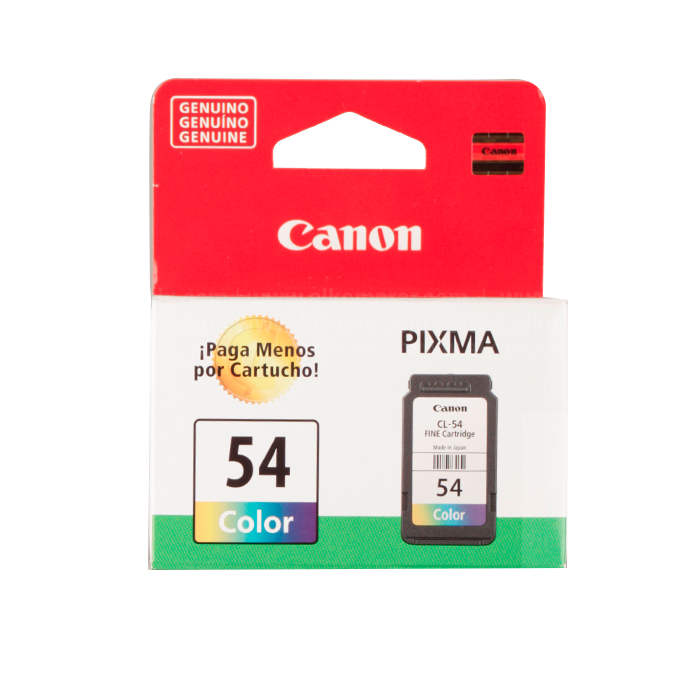 GENUINO
GENUÍNO
GENUINE
Canon
Canon
¡Paga Menos
por Cartucho!
54
Color
PIXMA
Canon
CL-54
FINE Cartridge
Made in Japan
54
Color